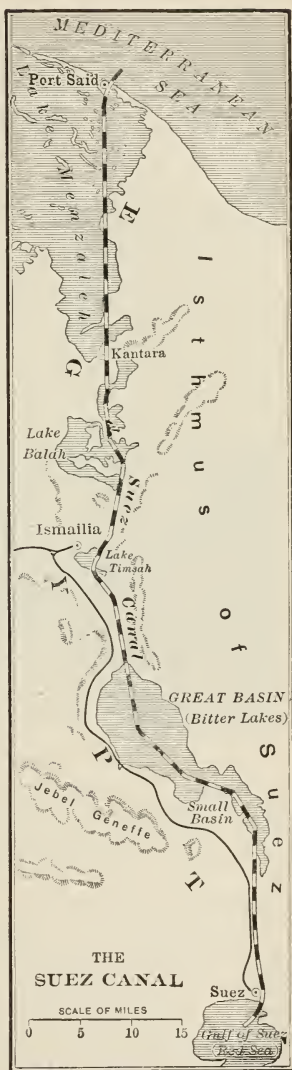 MEDITERRANEAN
SEA
Port Said
Lakes Menzaleh
EGYPT
Isthmus of Suez
Kantara
Lake
Balah
Suez Canal
Ismailia
Lake
Timsah
GREAT BASIN
(Bitter Lakes)
Jebel Geneffe
Small
Basin
THE
SUEZ CANAL
SCALE OF MILES
0 5 10 15
Suez
Gulf of Suez
Red Sea